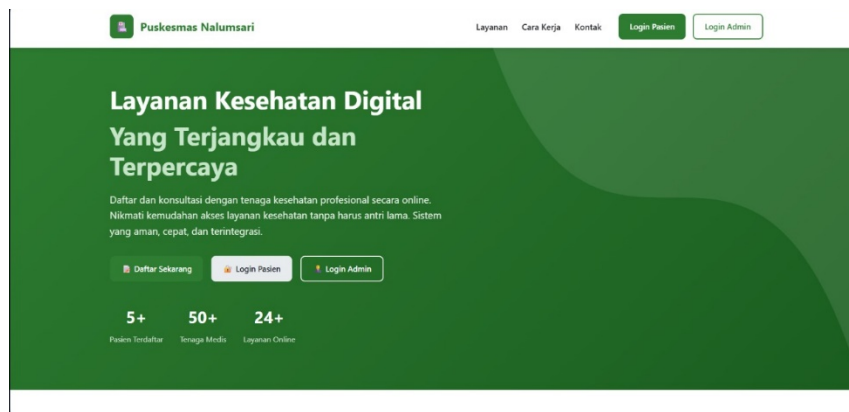 Puskesmas Nalumsari
Layanan Cara Kerja Kontak Login Pasien Login Admin
Layanan Kesehatan Digital
Yang Terjangkau dan
Terpercaya
Daftar dan konsultasi dengan tenaga kesehatan profesional secara online.
Nikmati kemudahan akses layanan kesehatan tanpa harus antri lama. Sistem
yang aman, cepat, dan terintegrasi.
Daftar Sekarang Login Pasien Login Admin
5+ 50+ 24+
Pasien Terdaftar Tenaga Medis Layanan Online